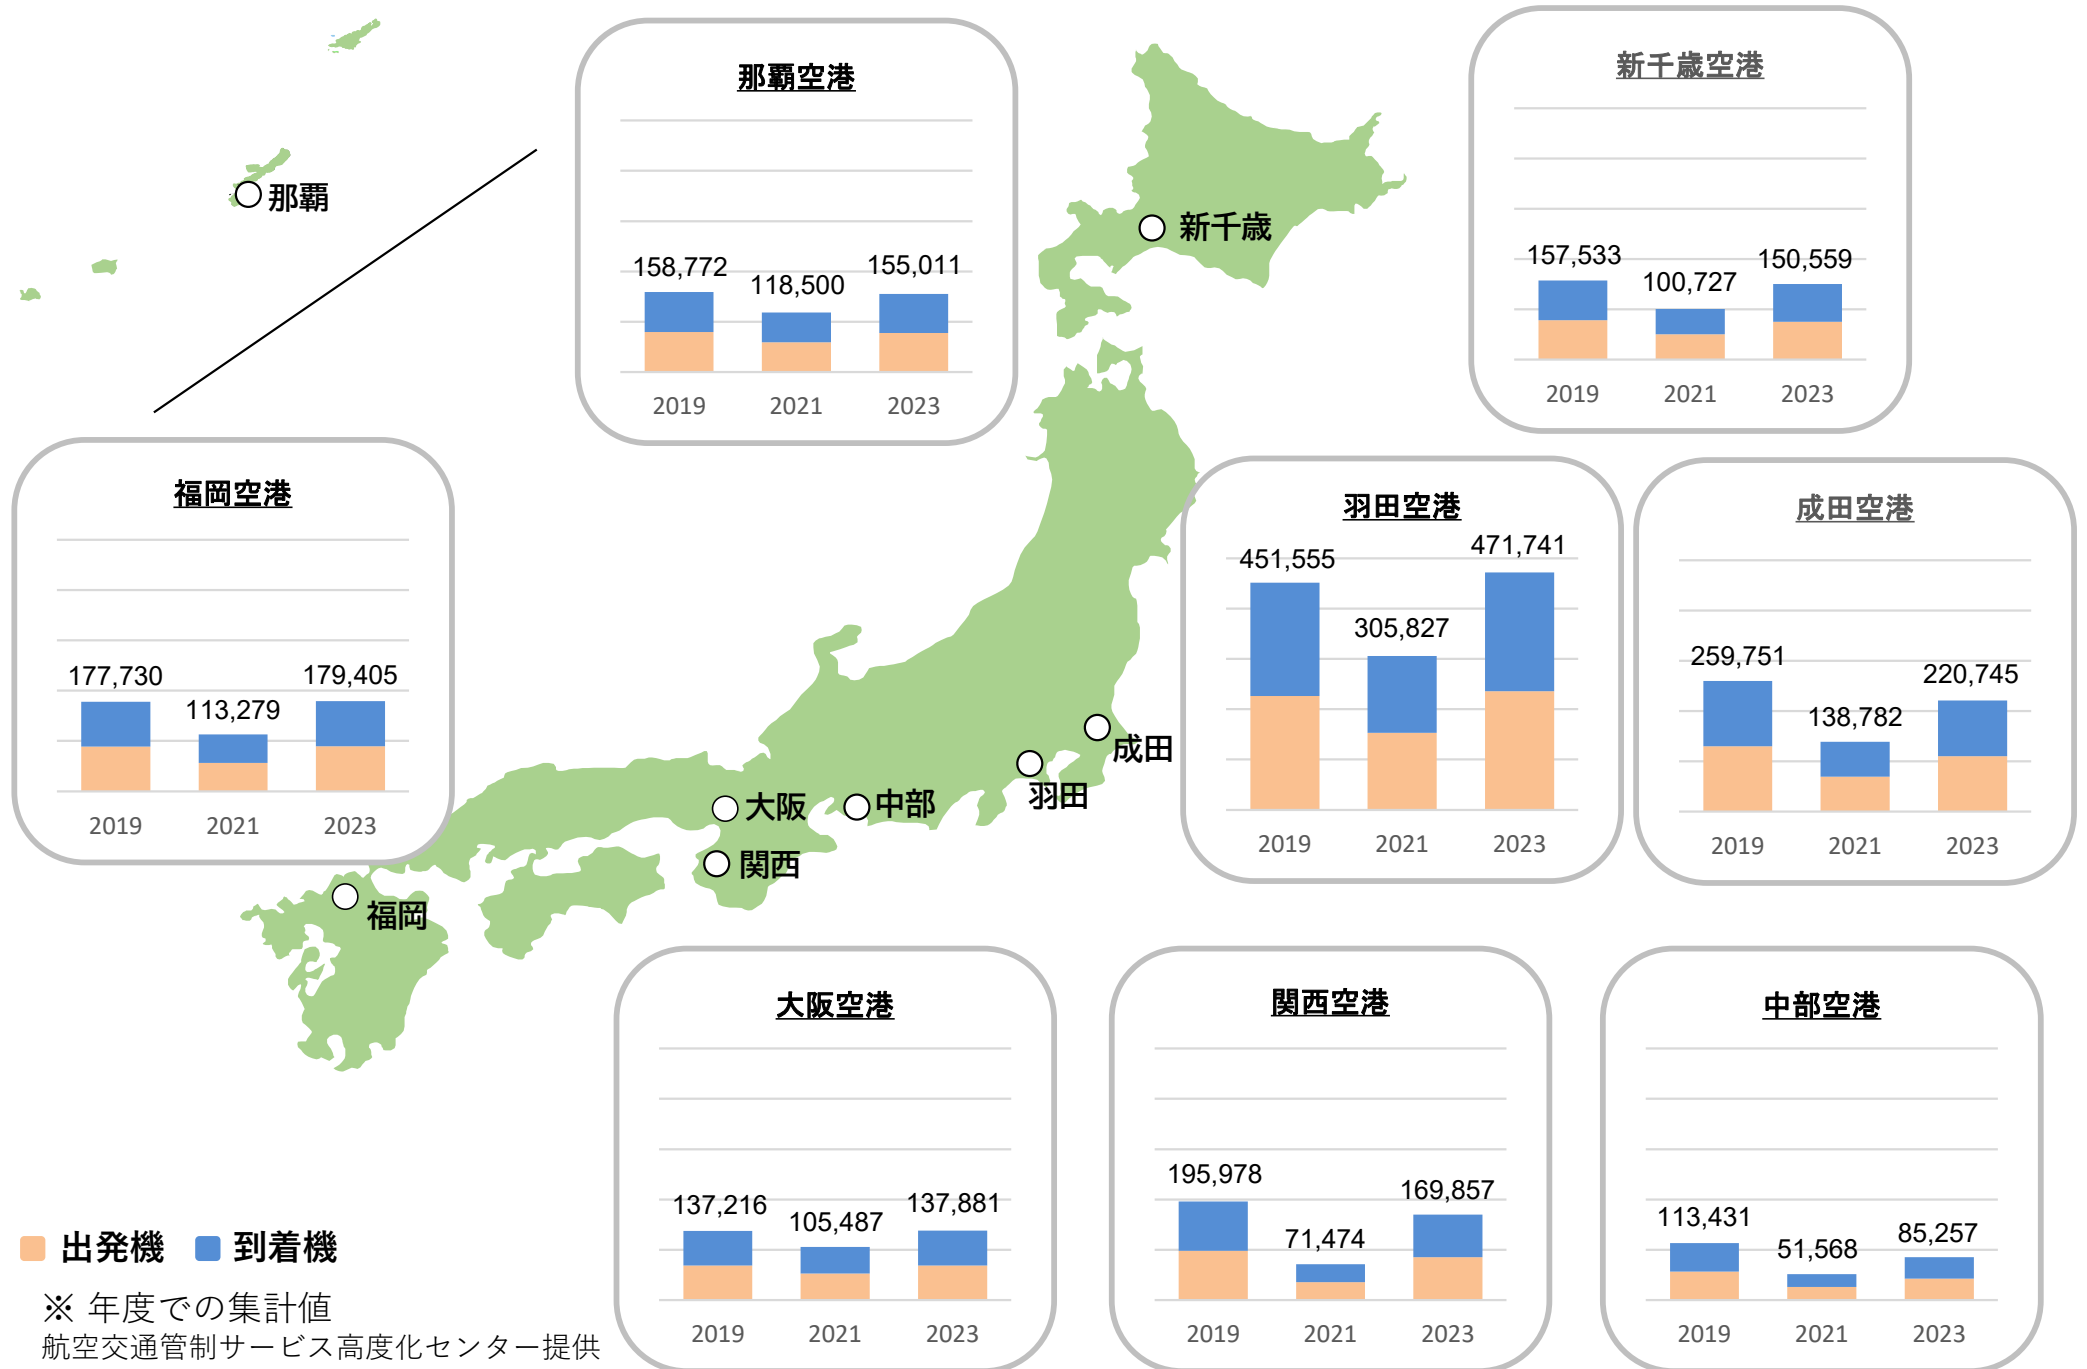 那覇空港
158,772
118,500
155,011
2019
2021
2023
新千歳空港
157,533
100,727
150,559
2019
2021
2023
那覇
新千歳
福岡空港
177,730
113,279
179,405
2019
2021
2023
羽田空港
451,555
305,827
471,741
2019
2021
2023
成田空港
259,751
138,782
220,745
2019
2021
2023
成田
羽田
大阪
中部
関西
福岡
大阪空港
137,216
105,487
137,881
2019
2021
2023
関西空港
195,978
71,474
169,857
2019
2021
2023
中部空港
113,431
51,568
85,257
2019
2021
2023
出発機 到着機
※ 年度での集計値
航空交通管制サービス高度化センター提供